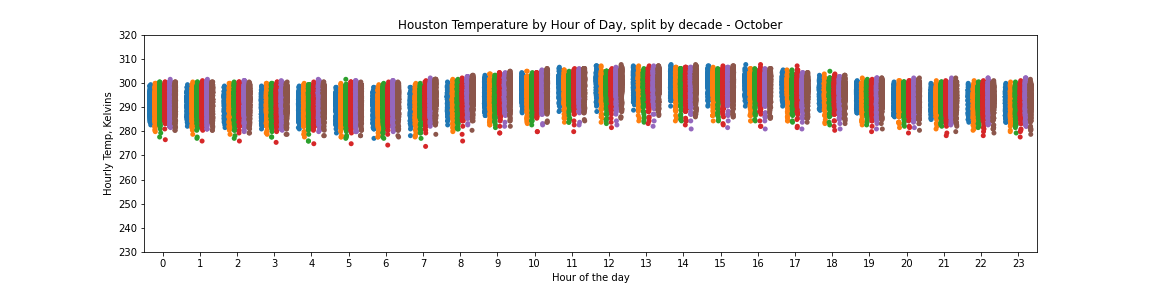 Houston Temperature by Hour of Day, split by decade - October
Hourly Temp, Kelvins
320
310
300
290
280
270
260
250
240
230
0 1 2 3 4 5 6 7 8 9 10 11 12 13 14 15 16 17 18 19 20 21 22 23
Hour of the day